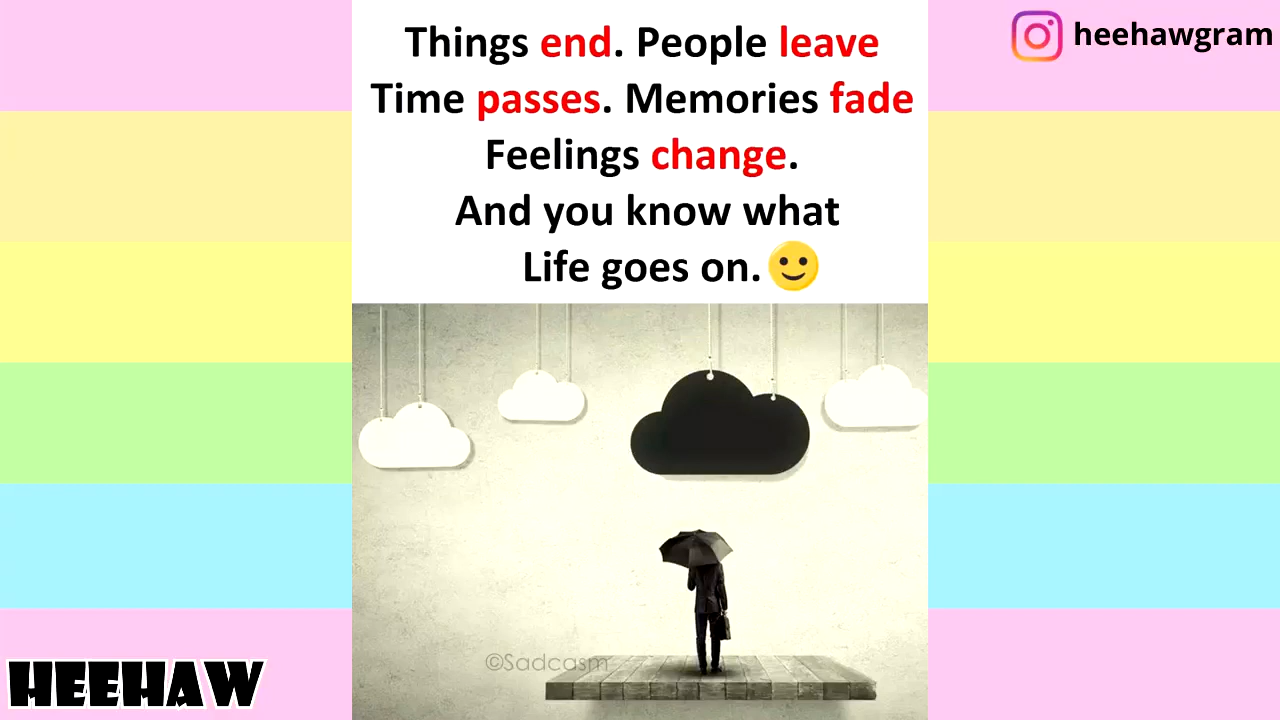 Things end. People leave
Time passes. Memories fade
Feelings change.
And you know what
Life goes on.🙂
heehawgram
©Sadcasm
HEEHAW